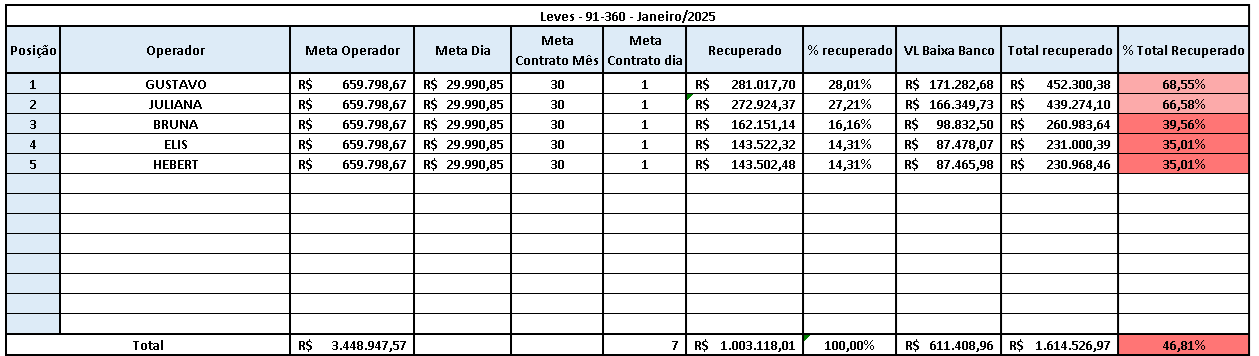 Leves - 91-360 - Janeiro/2025
Posição Operador Meta Operador Meta Dia Meta Contrato Mês Meta Contrato dia Recuperado % recuperado VL Baixa Banco Total recuperado % Total Recuperado
1 GUSTAVO R$ 659.798,67 R$ 29.990,85 30 1 R$ 281.017,70 28,01% R$ 171.282,68 R$ 452.300,38 68,55%
2 JULIANA R$ 659.798,67 R$ 29.990,85 30 1 R$ 272.924,37 27,21% R$ 166.349,73 R$ 439.274,10 66,58%
3 BRUNA R$ 659.798,67 R$ 29.990,85 30 1 R$ 162.151,14 16,16% R$ 98.832,50 R$ 260.983,64 39,56%
4 ELIS R$ 659.798,67 R$ 29.990,85 30 1 R$ 143.522,32 14,31% R$ 87.478,07 R$ 231.000,39 35,01%
5 HEBERT R$ 659.798,67 R$ 29.990,85 30 1 R$ 143.502,48 14,31% R$ 87.465,98 R$ 230.968,46 35,01%
Total R$ 3.448.947,57 7 R$ 1.003.118,01 100,00% R$ 611.408,96 R$ 1.614.526,97 46,81%